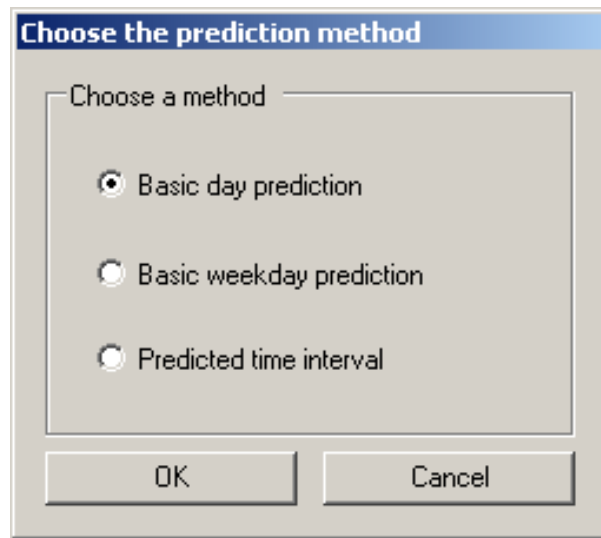 Choose the prediction method
Choose a method
Basic day prediction
Basic weekday prediction
Predicted time interval
OK
Cancel